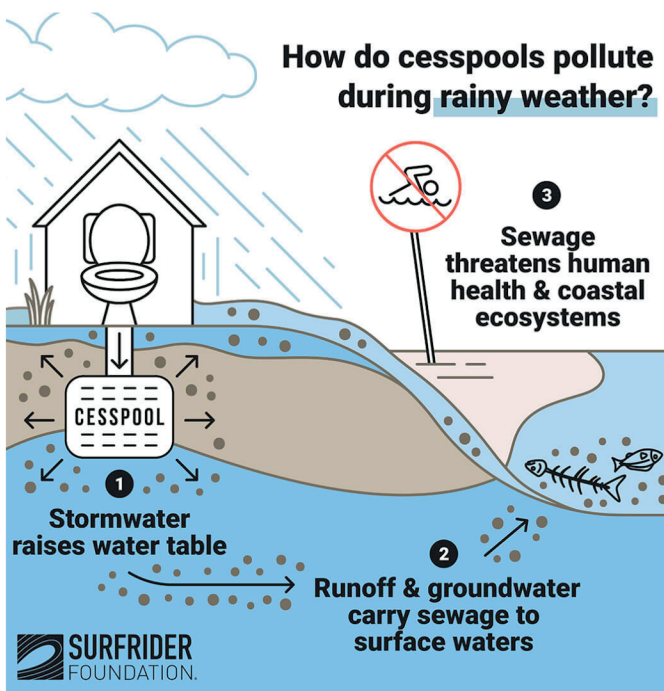 How do cesspools pollute
during rainy weather?
3
Sewage
threatens human
health & coastal
ecosystems
CESSPOOL
1
Stormwater
raises water table
2
Runoff & groundwater
carry sewage to
surface waters
SURFRIDER
FOUNDATION.